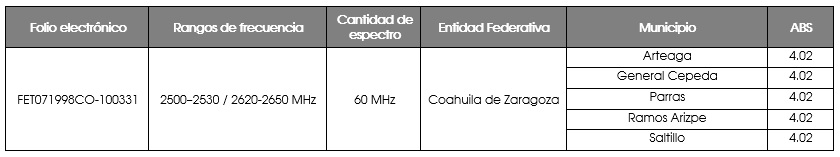 Folio electrónico Rangos de frecuencia Cantidad de espectro Entidad Federativa Municipio ABS
FET071998CO-100331 2500–2530 / 2620-2650 MHz 60 MHz Coahuila de Zaragoza Arteaga 4.02
General Cepeda 4.02
Parras 4.02
Ramos Arizpe 4.02
Saltillo 4.02